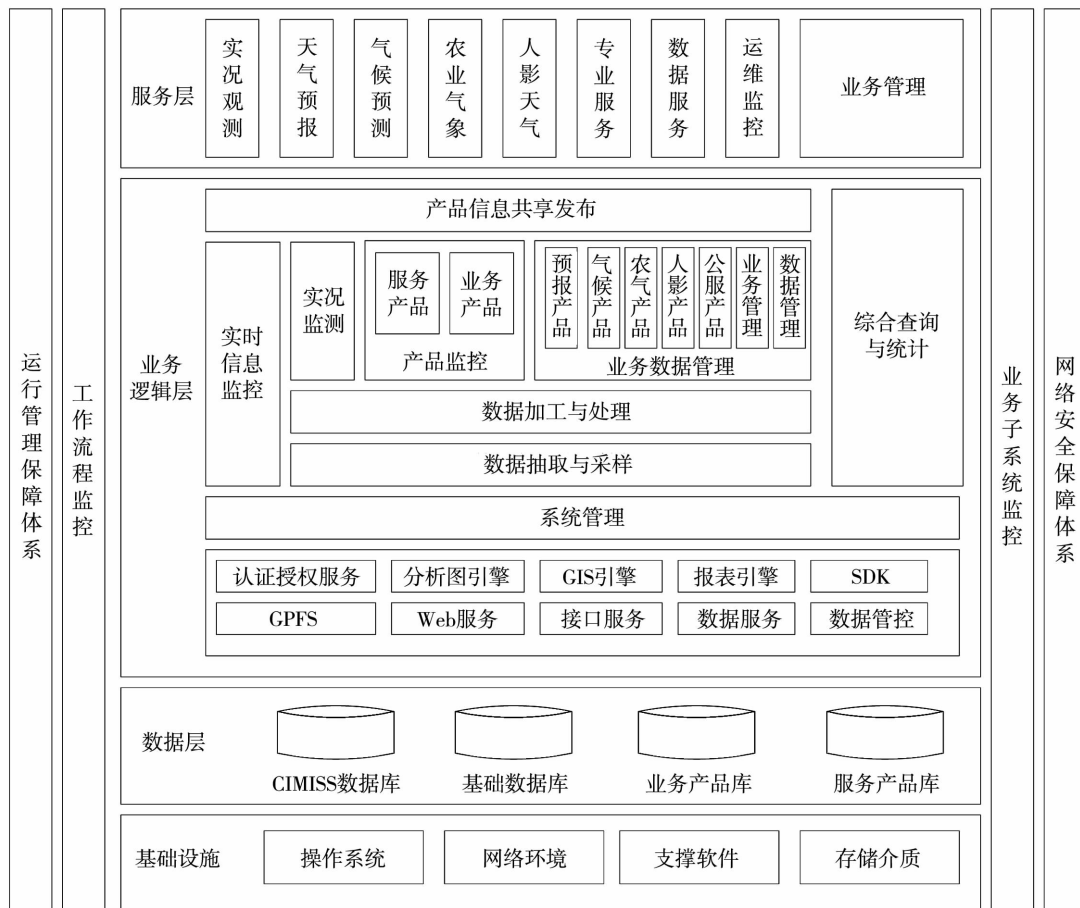 运行管理保障体系
工作流程监控
服务层
实况观测
天气预报
气候预测
农业气象
人影天气
专业服务
数据服务
运维监控
业务管理
业务
逻辑层
产品信息共享发布
实时
信息
监控
实况
监测
服务
产品
业务
产品
产品监控
预报产品
气候产品
农气产品
人影产品
公服产品
业务管理
数据管理
业务数据管理
综合查询
与统计
数据加工与处理
数据抽取与采样
系统管理
认证授权服务
分析图引擎
GIS引擎
报表引擎
SDK
GPFS
Web服务
接口服务
数据服务
数据管控
数据层
CIMISS数据库
基础数据库
业务产品库
服务产品库
基础设施
操作系统
网络环境
支撑软件
存储介质
业务子系统监控
网络安全保障体系